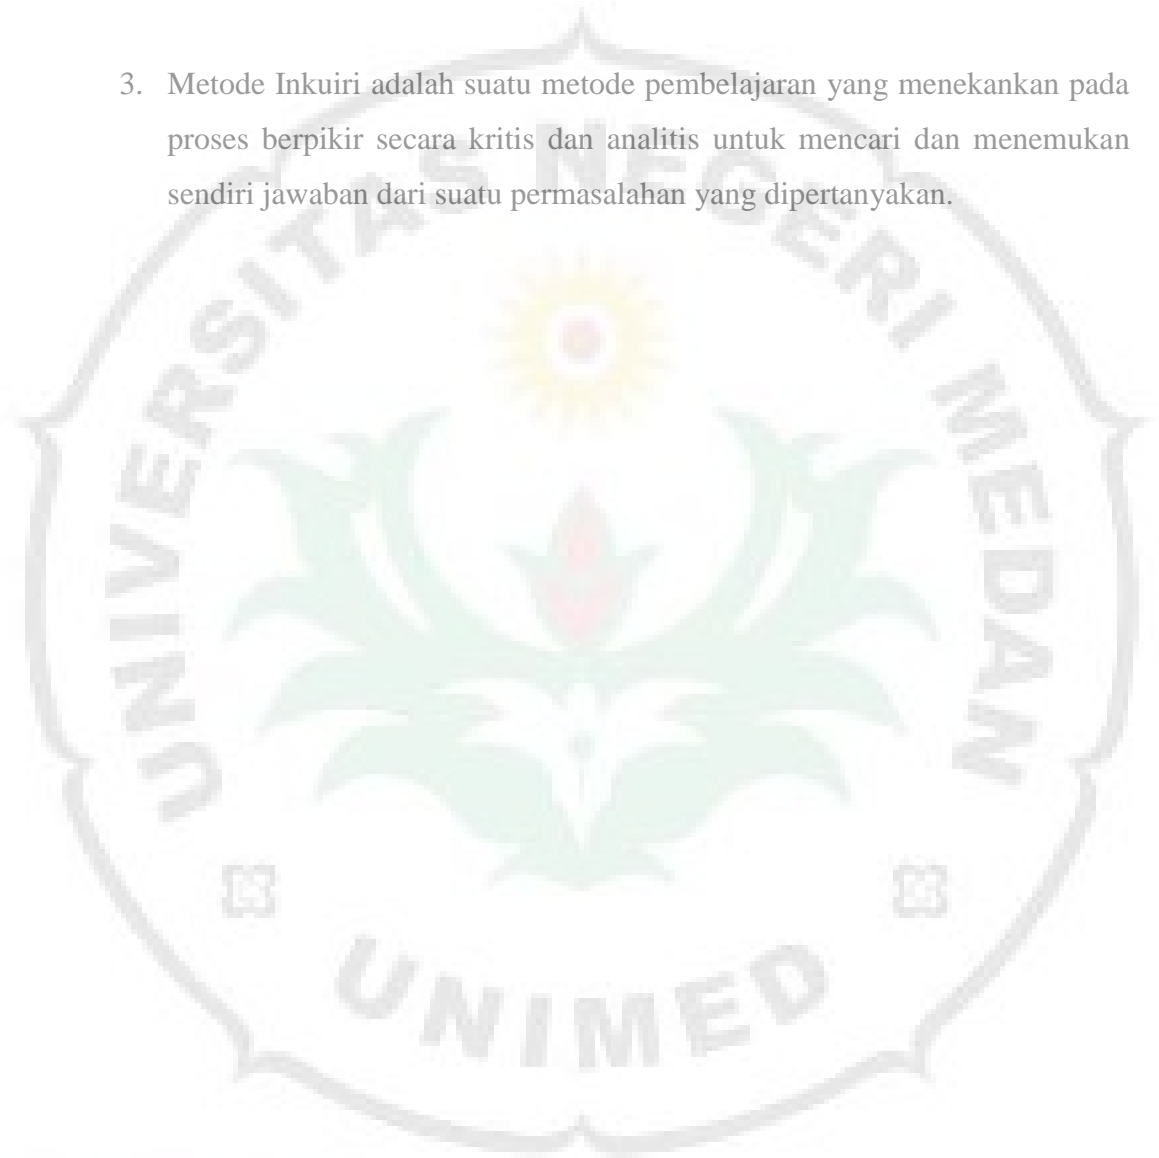 3. Metode Inkuiri adalah suatu metode pembelajaran yang menekankan pada
proses berpikir secara kritis dan analitis untuk mencari dan menemukan
sendiri jawaban dari suatu permasalahan yang dipertanyakan.
UNIVERSITAS NEGERI MEDAN
UNIMED